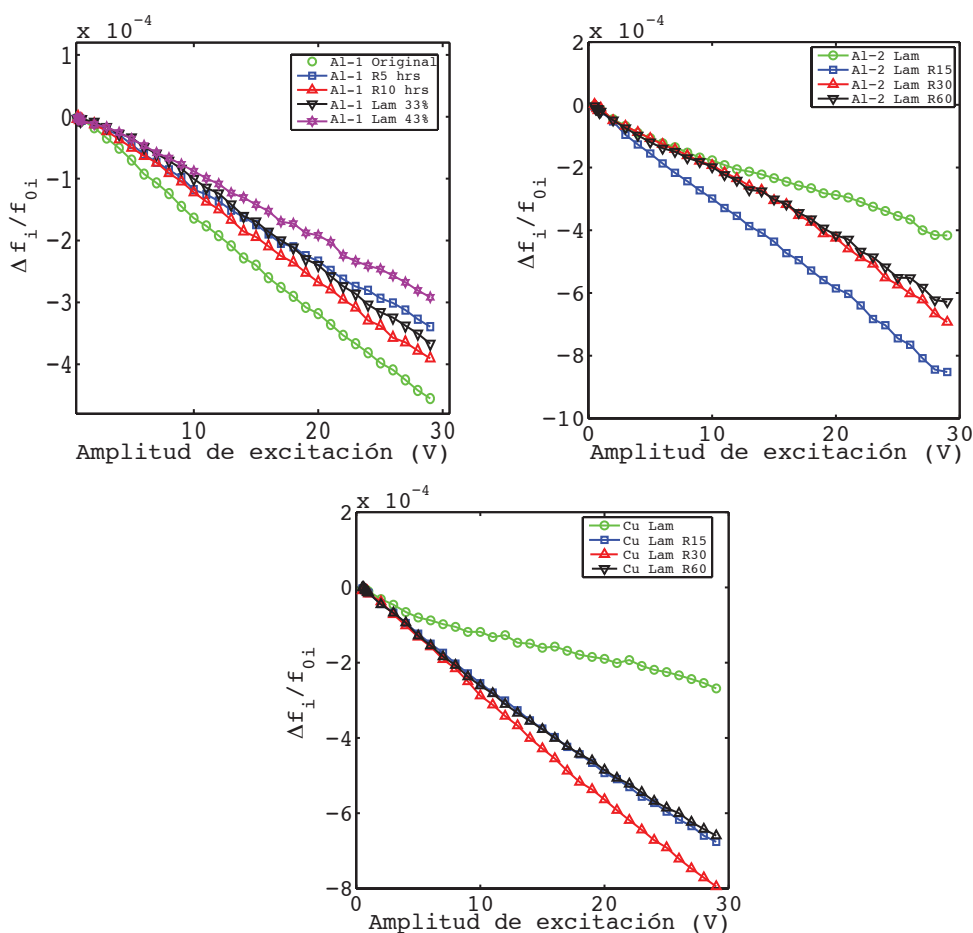 x 10⁻⁴
1
0
−1
−2
−3
−4
Δf_i/f_0i
Al-1 Original
Al-1 R5 hrs
Al-1 R10 hrs
Al-1 Lam 33%
Al-1 Lam 43%
10 20 30
Amplitud de excitación (V)
x 10⁻⁴
2
0
−2
−4
−6
−8
−10
Δf_i/f_0i
Al-2 Lam
Al-2 Lam R15
Al-2 Lam R30
Al-2 Lam R60
0 10 20 30
Amplitud de excitación (V)
x 10⁻⁴
2
0
−2
−4
−6
−8
Δf_i/f_0i
Cu Lam
Cu Lam R15
Cu Lam R30
Cu Lam R60
0 10 20 30
Amplitud de excitación (V)